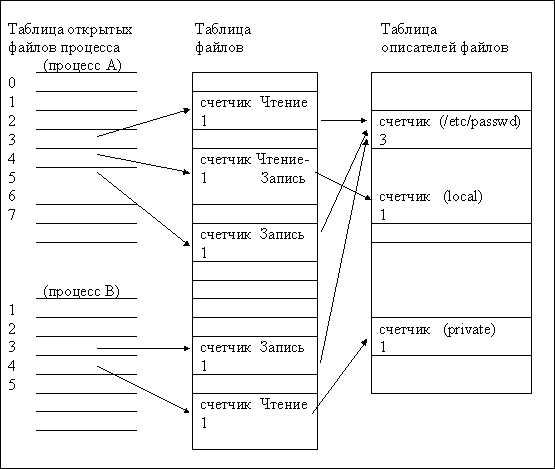 Таблица открытых
файлов процесса
(процесс A)
0
1
2
3
4
5
6
7
(процесс B)
1
2
3
4
5
Таблица
файлов
счетчик Чтение
1
счетчик Чтение-
1 Запись
счетчик Запись
1
счетчик Запись
1
счетчик Чтение
1
Таблица
описателей файлов
счетчик (/etc/passwd)
3
счетчик (local)
1
счетчик (private)
1